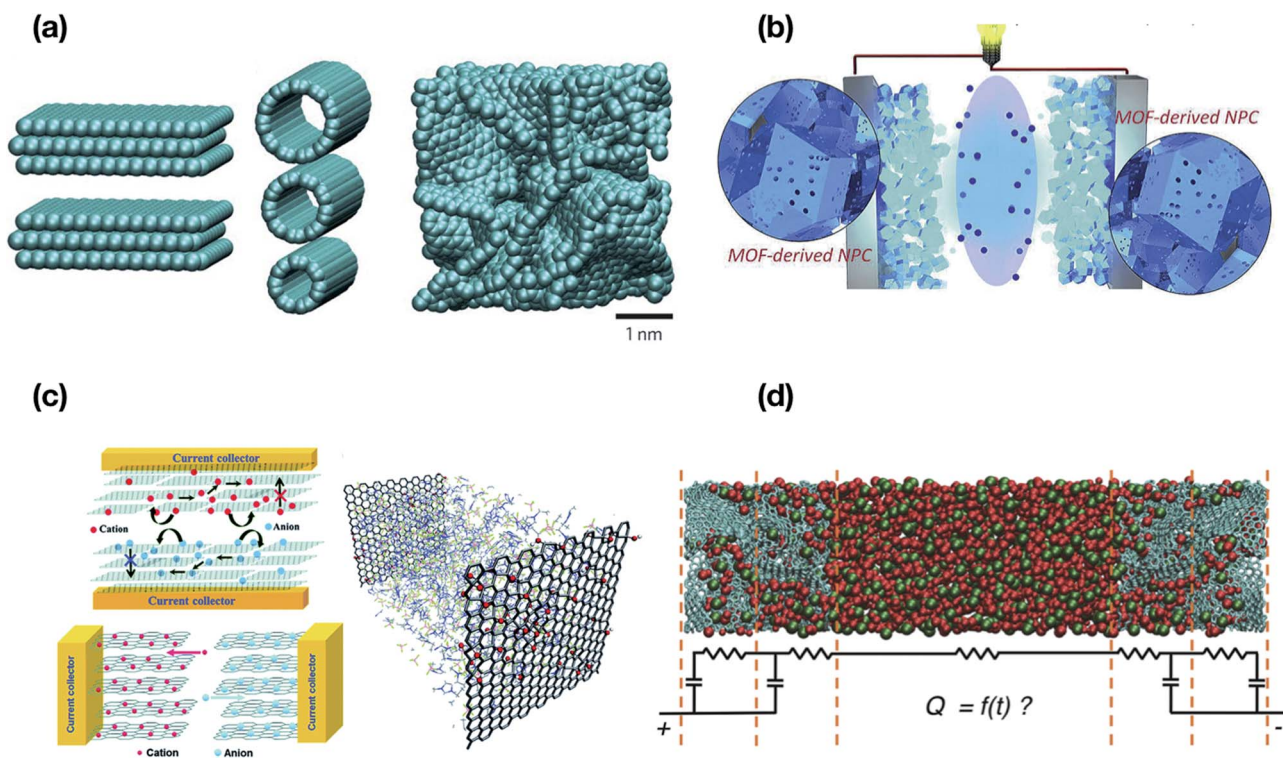 (a)
1 nm
(b)
MOF-derived NPC
MOF-derived NPC
(c)
Current collector
Cation
Anion
Current collector
Current collector
Current collector
Cation
Anion
(d)
+
Q = f(t) ?
-